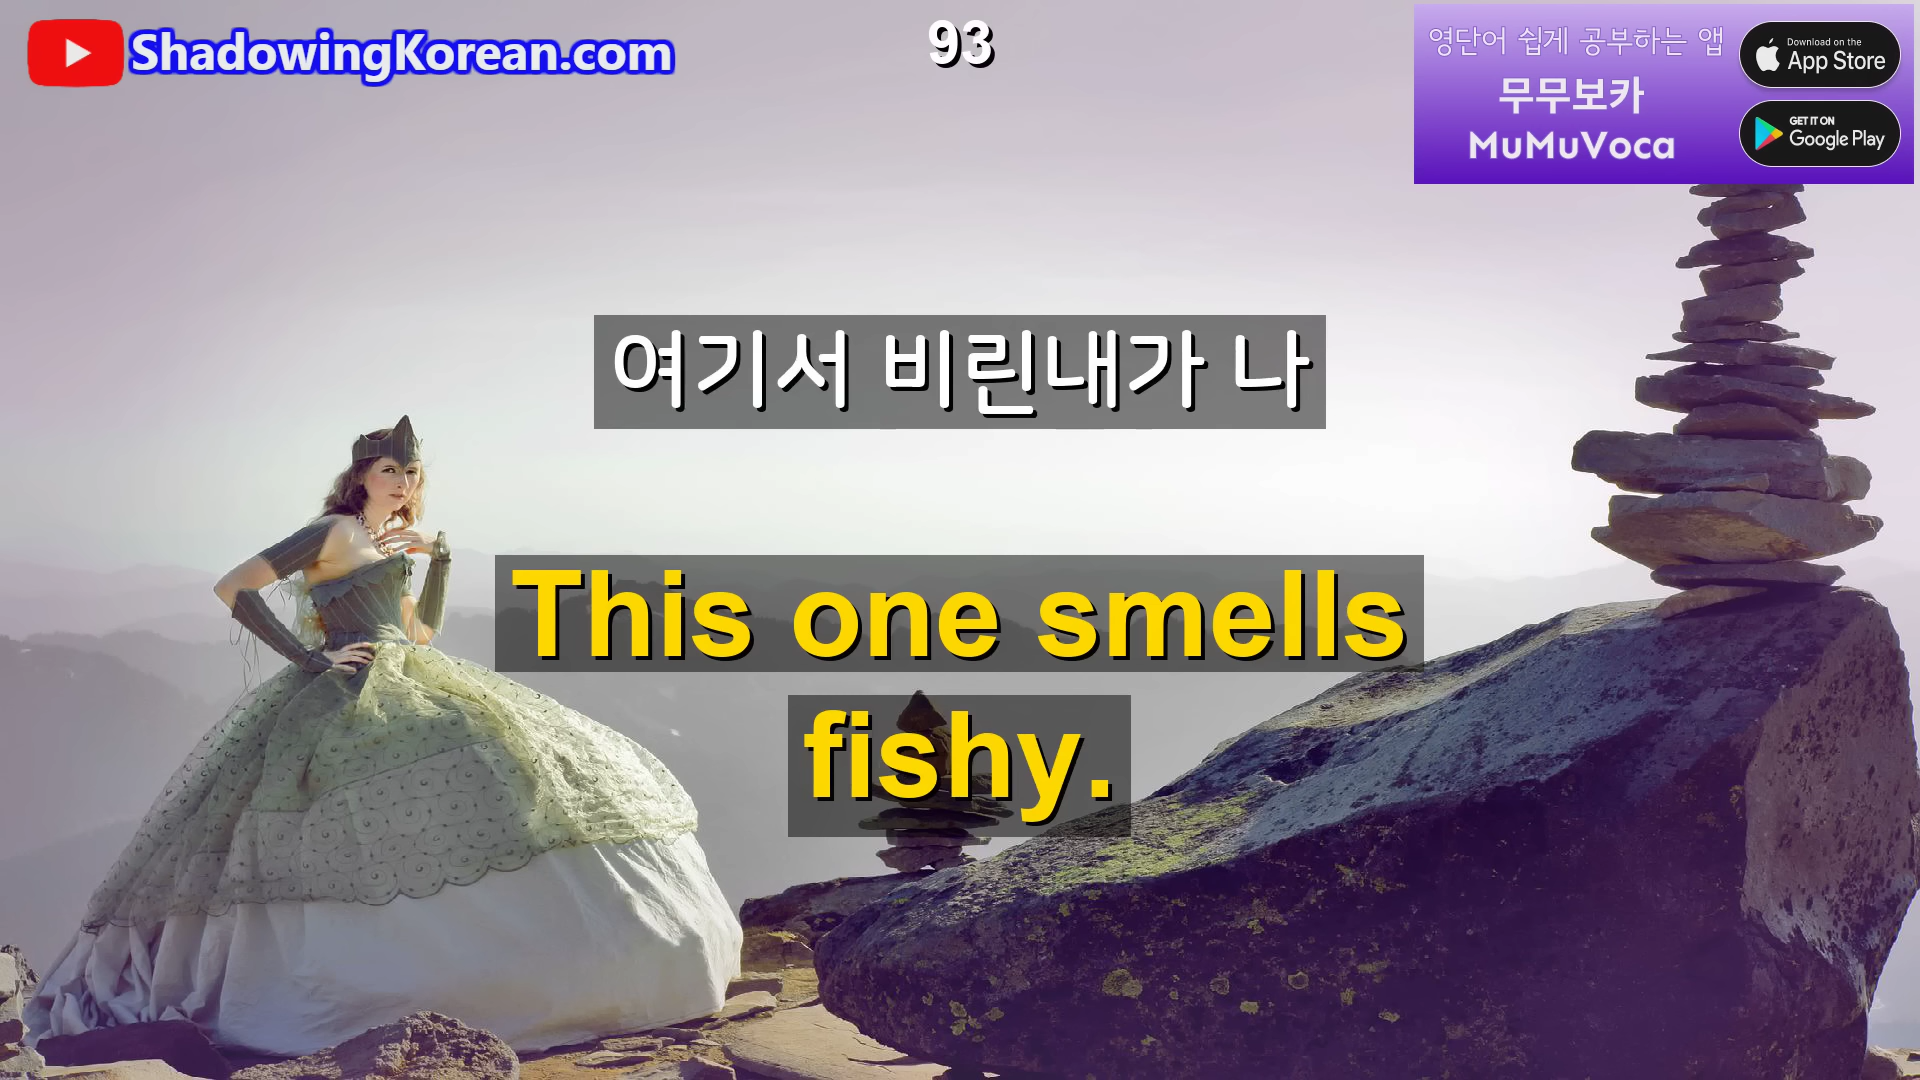 ShadowingKorean.com
93
영단어 쉽게 공부하는 앱
무무보카
MuMuVoca
Download on the
App Store
GET IT ON
Google Play
여기서 비린내가 나
This one smells
fishy.